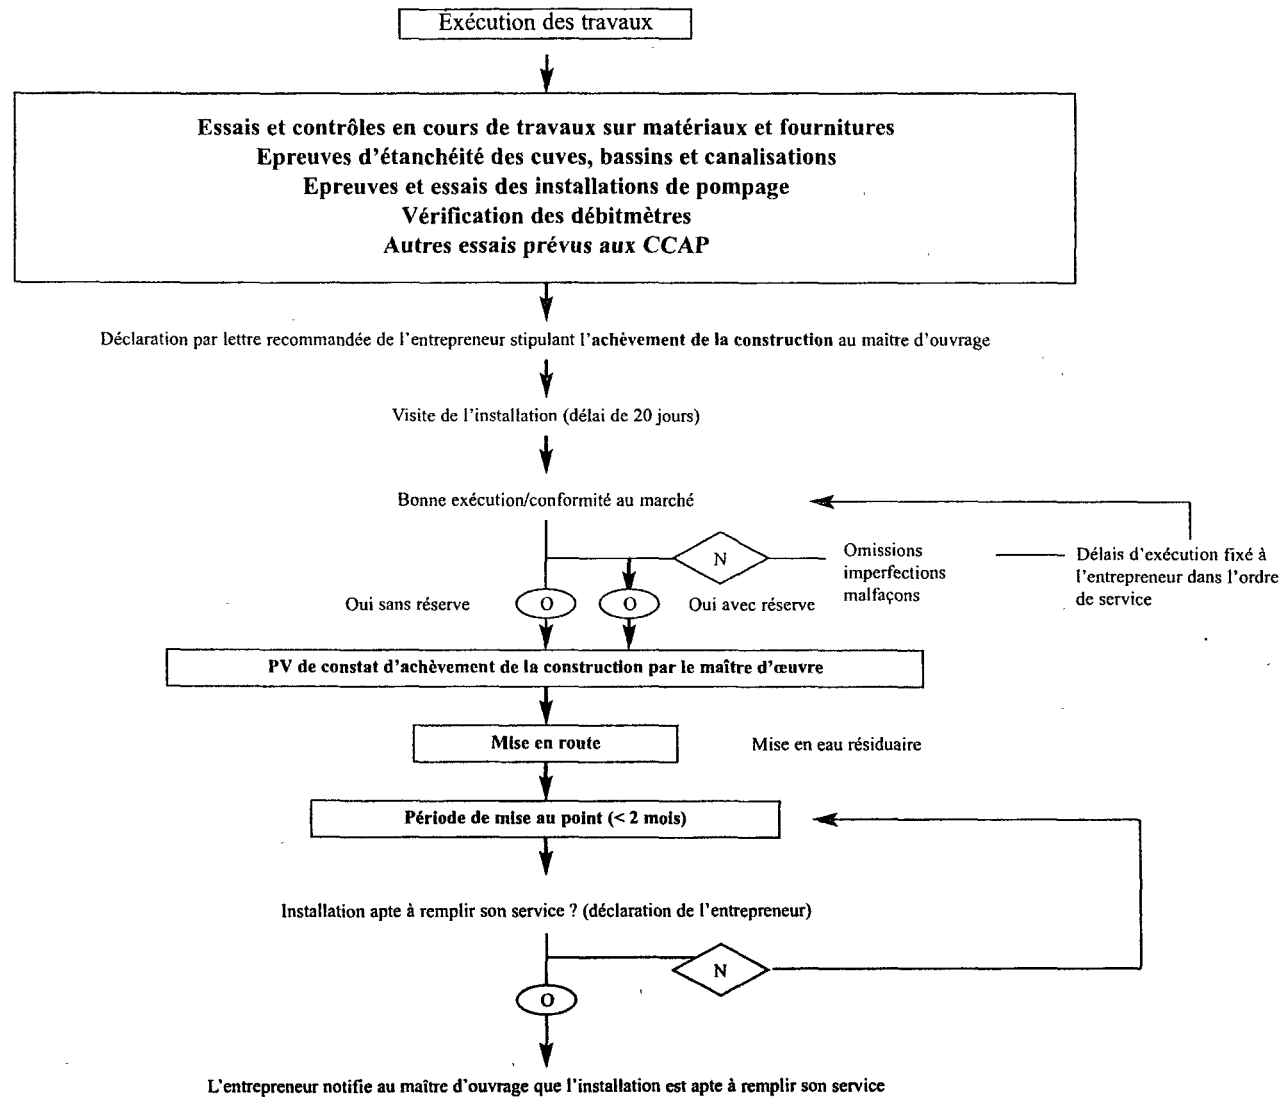 Exécution des travaux
Essais et contrôles en cours de travaux sur matériaux et fournitures
Epreuves d'étanchéité des cuves, bassins et canalisations
Epreuves et essais des installations de pompage
Vérification des débitmètres
Autres essais prévus aux CCAP
Déclaration par lettre recommandée de l'entrepreneur stipulant l'achèvement de la construction au maître d'ouvrage
Visite de l'installation (délai de 20 jours)
Bonne exécution/conformité au marché
N
Omissions
imperfections
malfaçons
Délais d'exécution fixé à
l'entrepreneur dans l'ordre
de service
Oui sans réserve
O
O
Oui avec réserve
PV de constat d'achèvement de la construction par le maître d'œuvre
Mise en route
Mise en eau résiduaire
Période de mise au point (< 2 mois)
Installation apte à remplir son service ? (déclaration de l'entrepreneur)
N
O
L'entrepreneur notifie au maître d'ouvrage que l'installation est apte à remplir son service